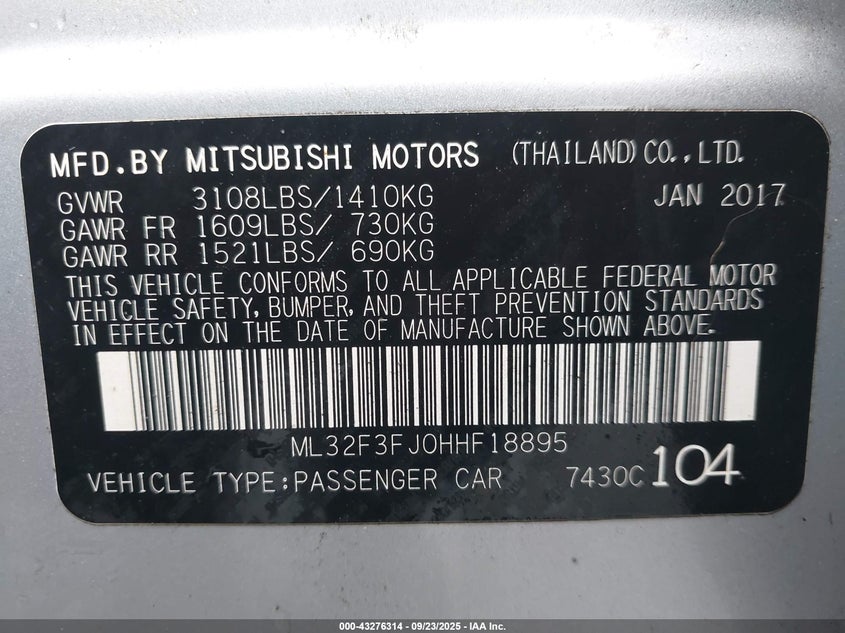 MFD.BY MITSUBISHI MOTORS (THAILAND) CO., LTD.
GVWR 3108LBS/1410KG JAN 2017
GAWR FR 1609LBS/ 730KG
GAWR RR 1521LBS/ 690KG
THIS VEHICLE CONFORMS TO ALL APPLICABLE FEDERAL MOTOR
VEHICLE SAFETY, BUMPER, AND THEFT PREVENTION STANDARDS
IN EFFECT ON THE DATE OF MANUFACTURE SHOWN ABOVE.
ML32F3FJ0HHF18895
VEHICLE TYPE:PASSENGER CAR 7430C 104
000-43276314 - 09/23/2025 - IAA Inc.